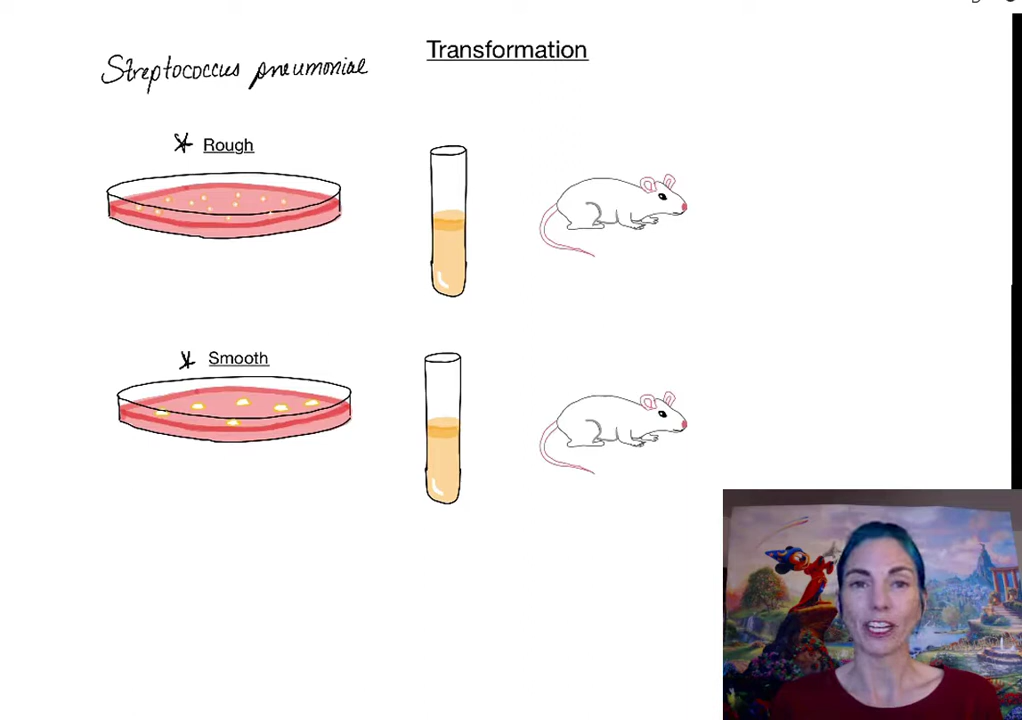 Transformation
Streptococcus pneumoniae
* Rough
* Smooth